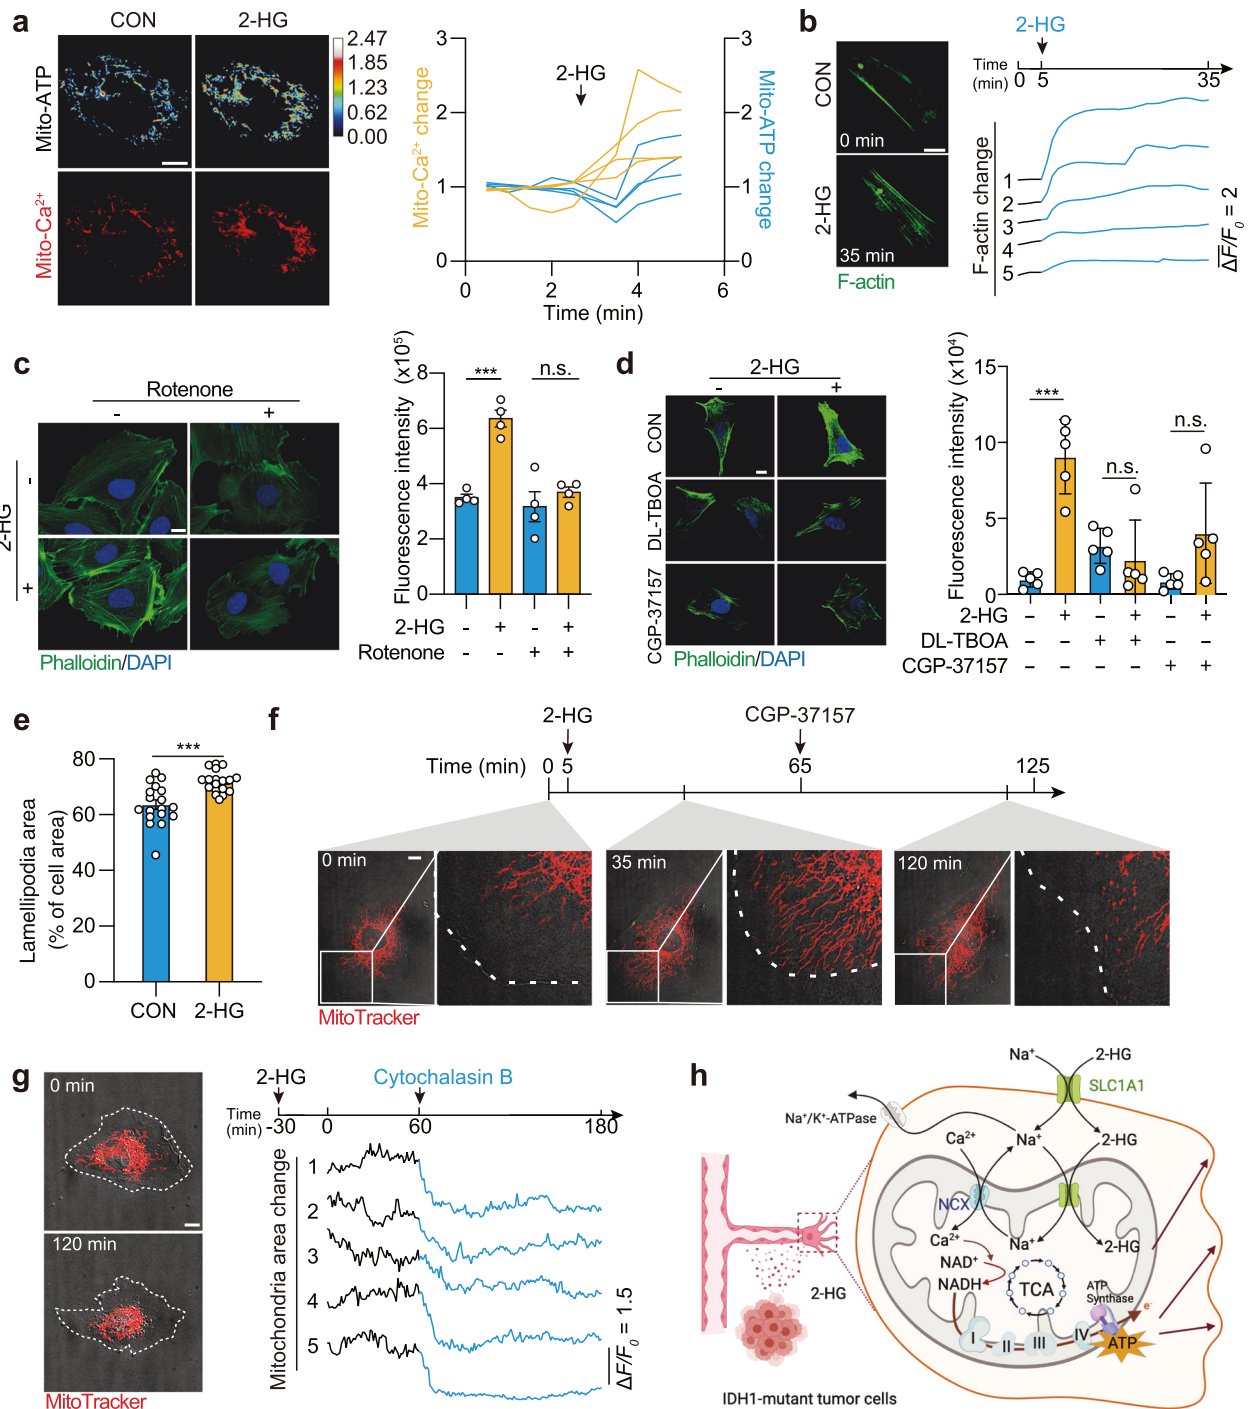 a
CON
2-HG
Mito-ATP
Mito-Ca²⁺
2.47
1.85
1.23
0.62
0.00
Mito-Ca²⁺ change
3
2
1
0
2-HG
3
2
1
0
Mito-ATP change
0
2
4
6
Time (min)
b
CON
0 min
2-HG
35 min
F-actin
2-HG
Time
(min)
0
5
35
F-actin change
1
2
3
4
5
ΔF/F₀ = 2
c
Rotenone
-
+
2-HG
-
+
Phalloidin/DAPI
Fluorescence intensity (x10⁵)
8
6
4
2
0
***
n.s.
2-HG - + - +
Rotenone - - + +
d
2-HG
-
+
CON
DL-TBOA
CGP-37157
Phalloidin/DAPI
Fluorescence intensity (x10⁴)
15
10
5
0
***
n.s.
n.s.
2-HG – + – + – +
DL-TBOA – – + + – –
CGP-37157 – – – – + +
e
Lamellipodia area
(% of cell area)
80
60
40
20
0
***
CON
2-HG
f
2-HG
CGP-37157
Time (min)
0
5
65
125
0 min
35 min
120 min
MitoTracker
g
0 min
120 min
MitoTracker
2-HG
Cytochalasin B
Time
(min)
-30
0
60
180
Mitochondria area change
1
2
3
4
5
ΔF/F₀ = 1.5
h
Na⁺
2-HG
SLC1A1
Na⁺/K⁺-ATPase
Ca²⁺
Na⁺
2-HG
NCX
Ca²⁺
Na⁺
2-HG
NAD⁺
NADH
TCA
ATP
Synthase
e⁻
I
II
III
IV
ATP
2-HG
IDH1-mutant tumor cells